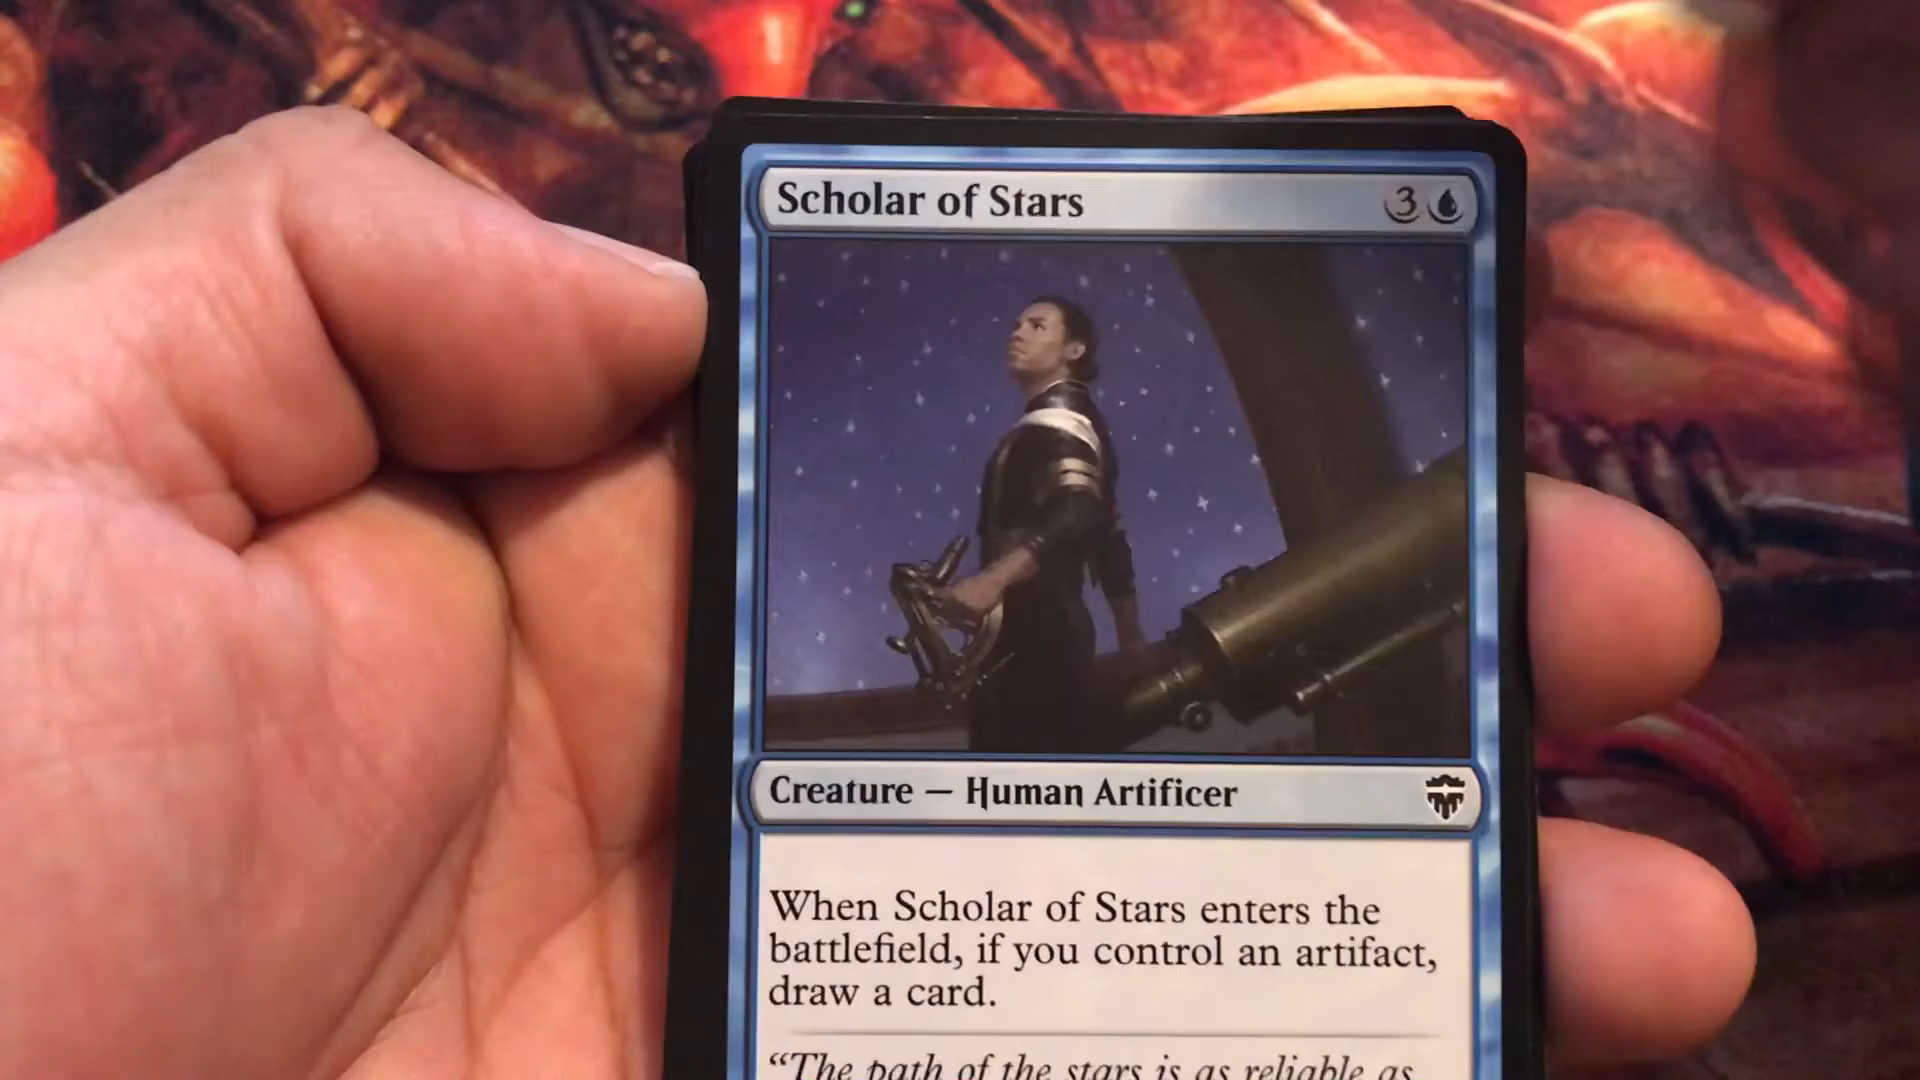 Scholar of Stars 3
Creature — Human Artificer
When Scholar of Stars enters the
battlefield, if you control an artifact,
draw a card.
“The path of the stars is as reliable as